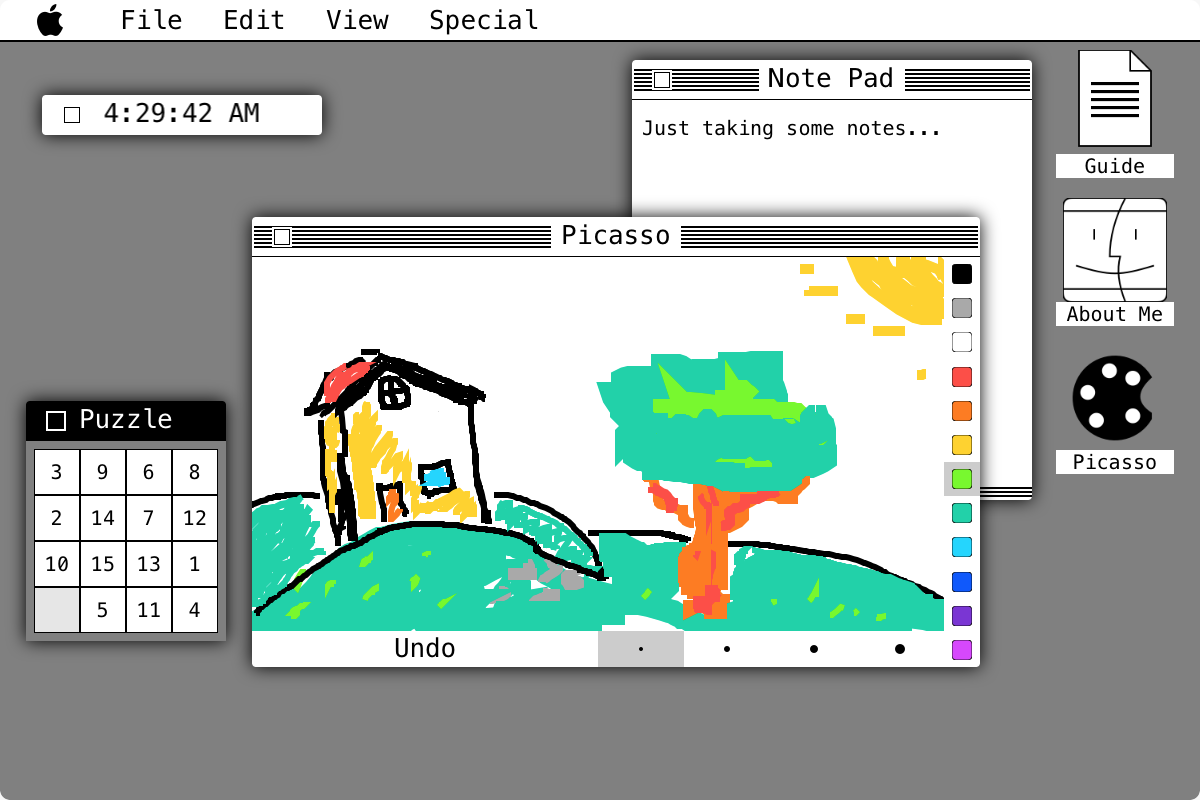 File Edit View Special
4:29:42 AM
Note Pad
Just taking some notes...
Guide
About Me
Picasso
Picasso
Undo
Puzzle
3 9 6 8
2 14 7 12
10 15 13 1
5 11 4